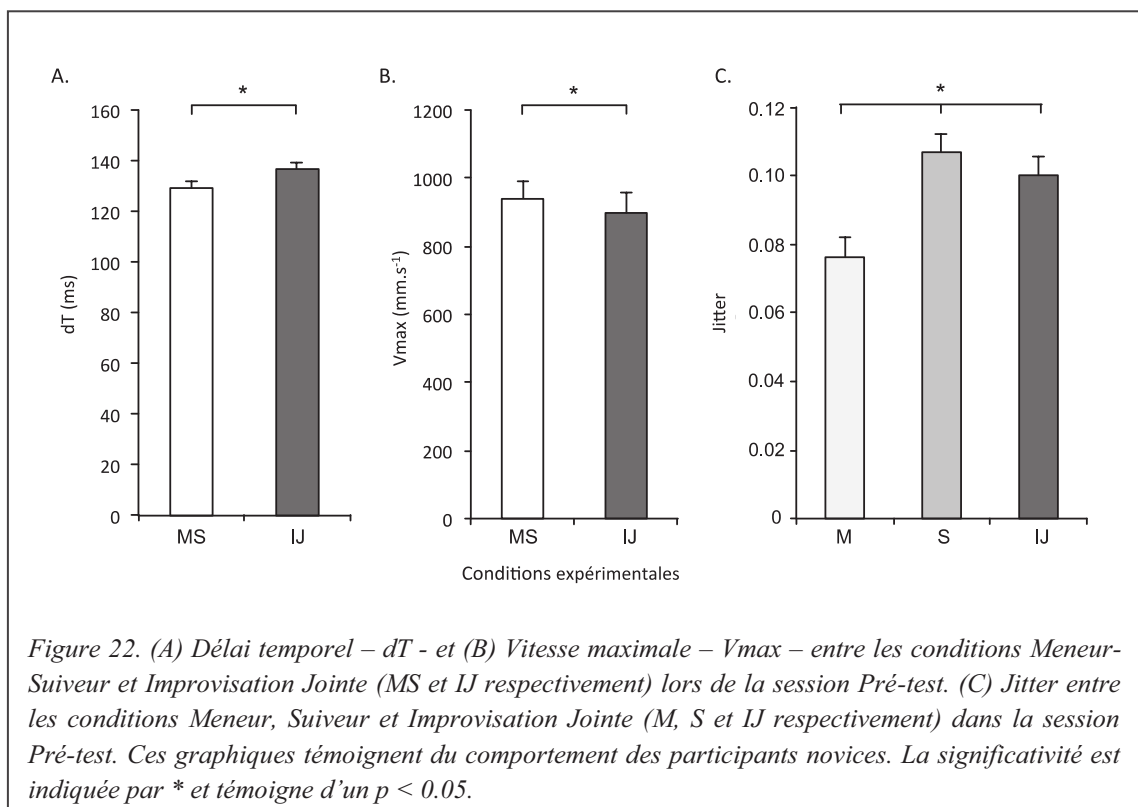 A.
*
160
140
120
100
80
60
40
20
0
dT (ms)
MS
IJ
B.
*
1200
1000
800
600
400
200
0
Vmax (mm.s⁻¹)
MS
IJ
C.
*
0.12
0.10
0.08
0.06
0.04
0.02
0
Jitter
M
S
IJ
Conditions expérimentales
Figure 22. (A) Délai temporel – dT - et (B) Vitesse maximale – Vmax – entre les conditions Meneur-
Suiveur et Improvisation Jointe (MS et IJ respectivement) lors de la session Pré-test. (C) Jitter entre
les conditions Meneur, Suiveur et Improvisation Jointe (M, S et IJ respectivement) dans la session
Pré-test. Ces graphiques témoignent du comportement des participants novices. La significativité est
indiquée par * et témoigne d'un p < 0.05.